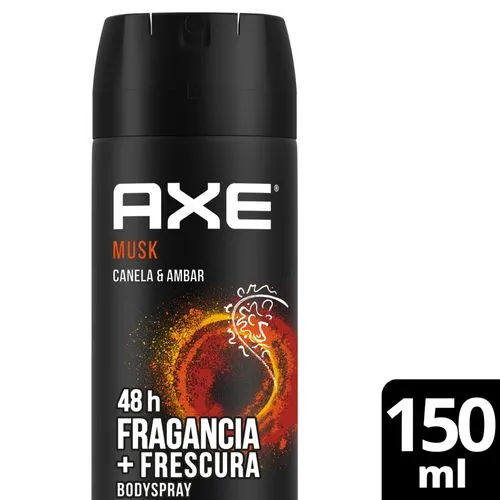 AXE®
MUSK
CANELA & AMBAR
48 h
FRAGANCIA
+ FRESCURA
BODYSPRAY
150
ml